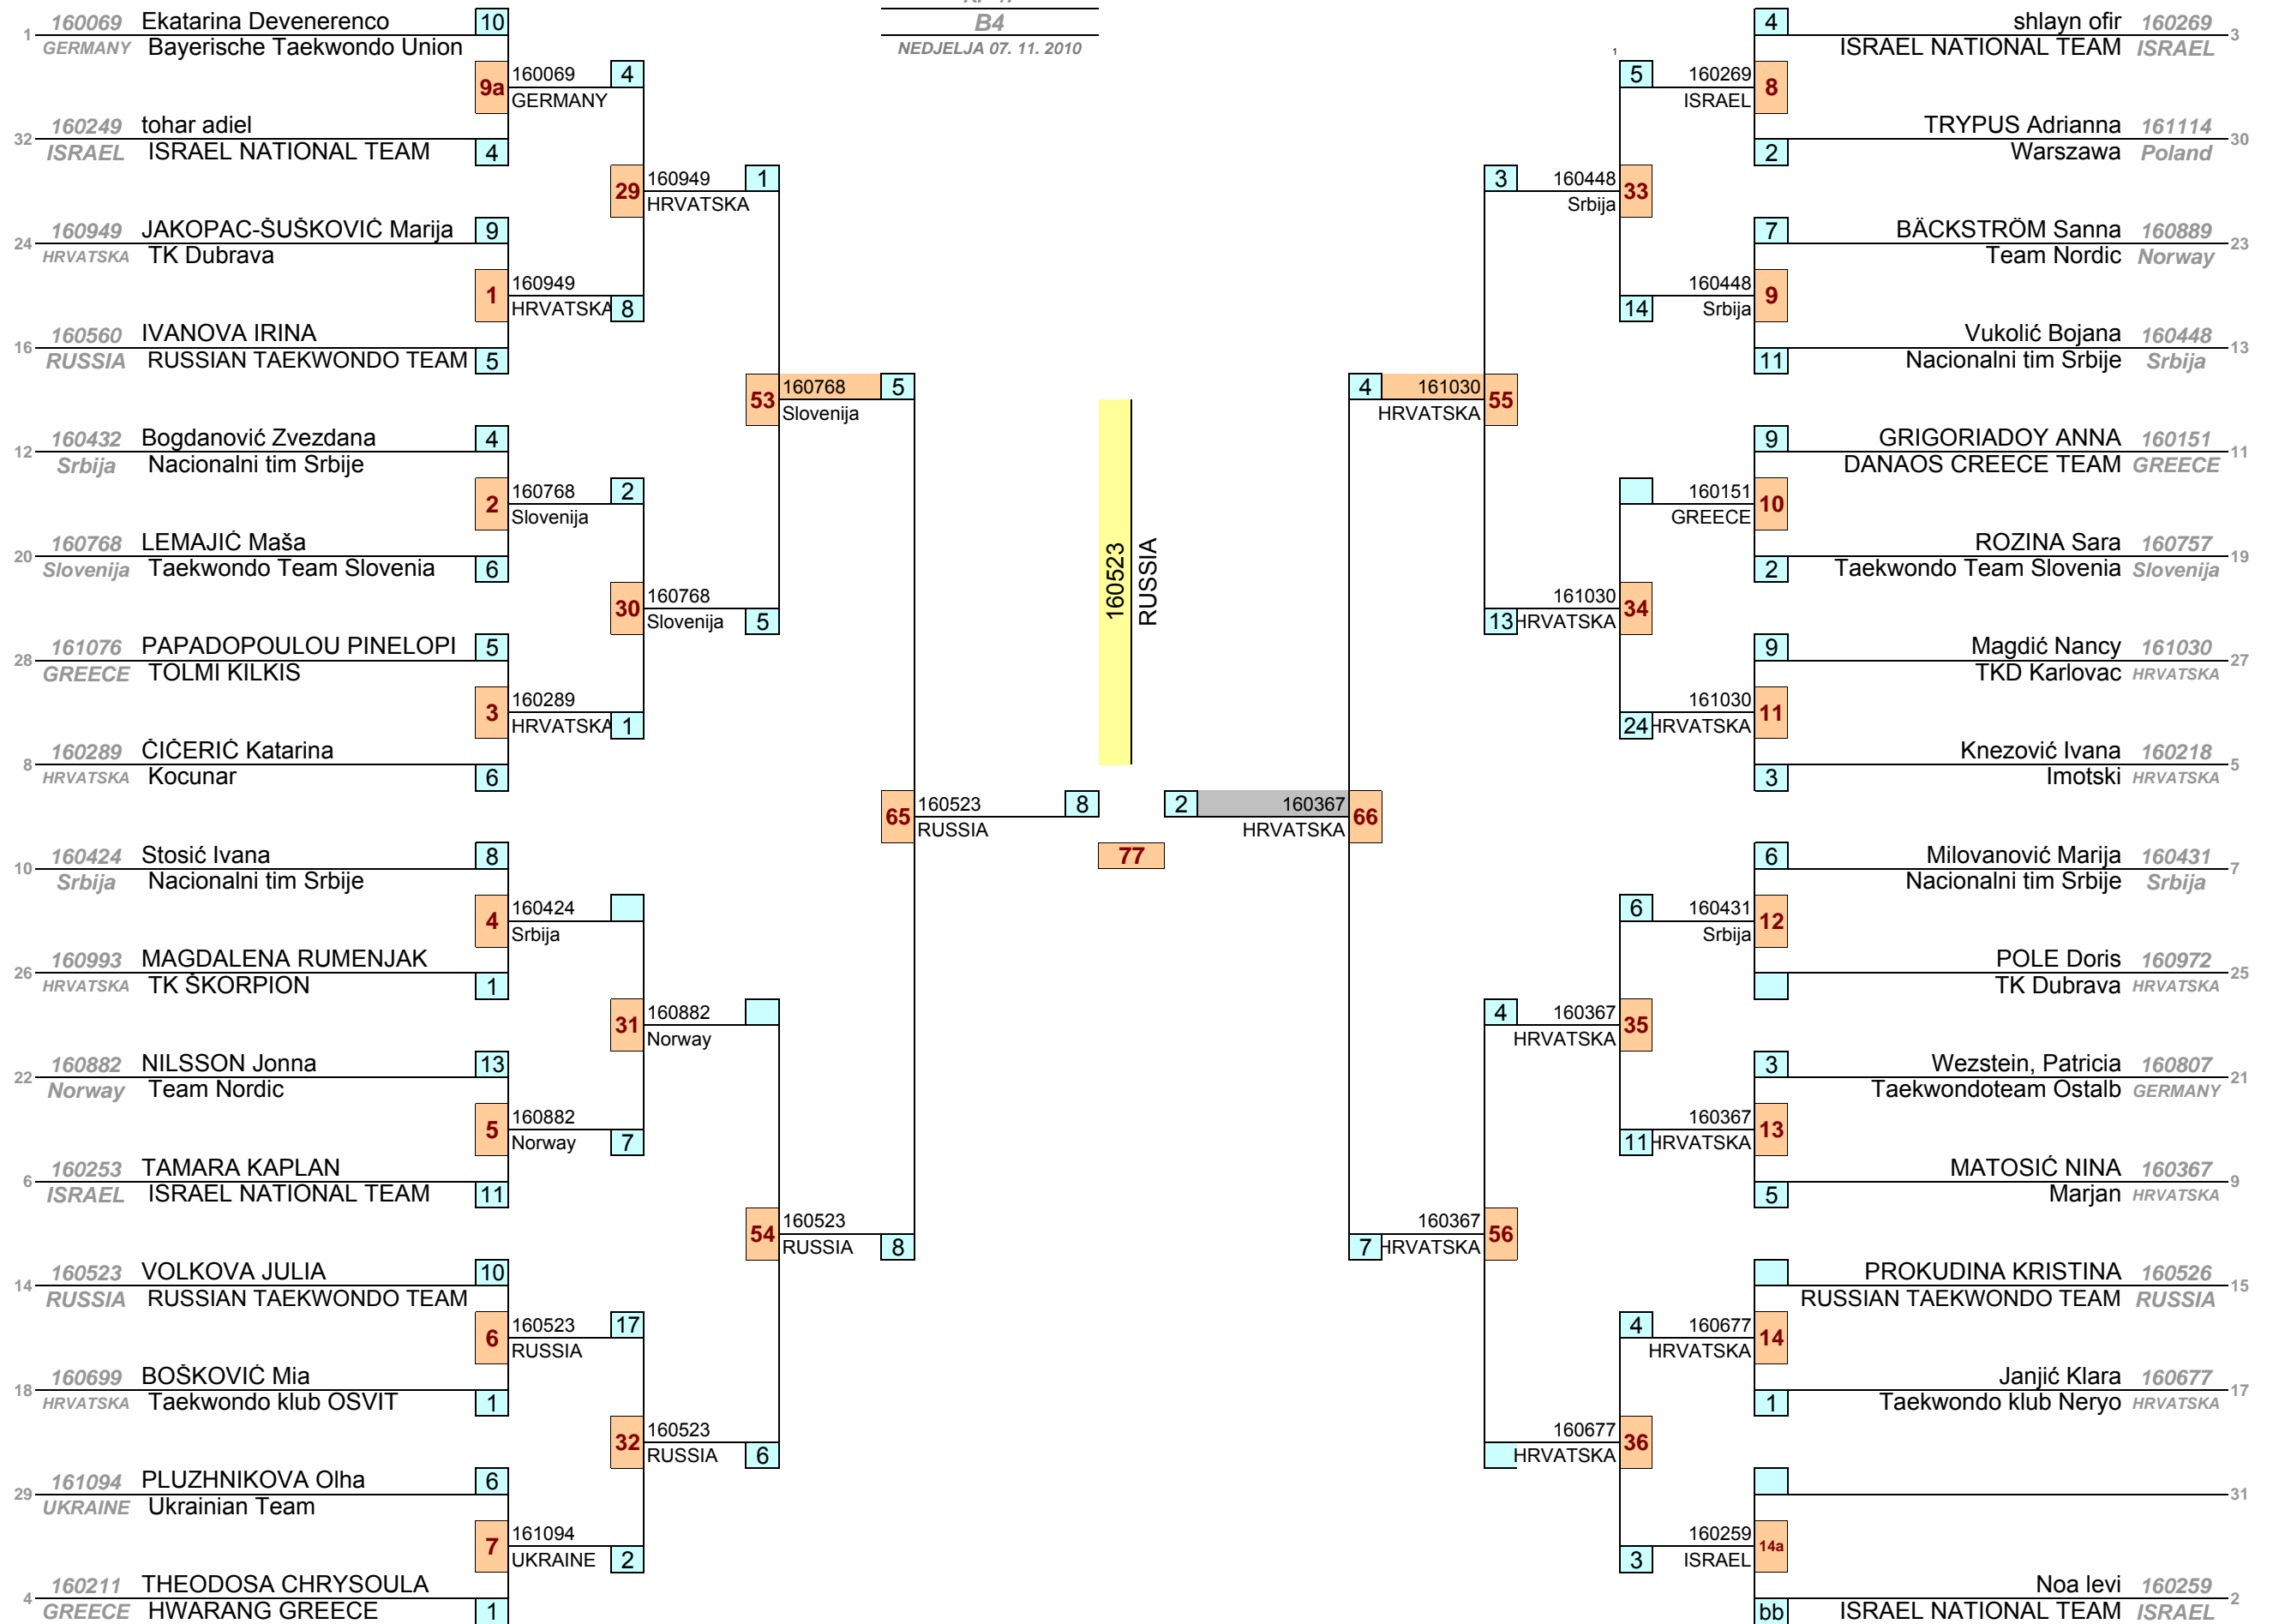 B4
NEDJELJA 07. 11. 2010
1 160069 Ekatarina Devenerenco 10
GERMANY Bayerische Taekwondo Union
9a 160069 4
GERMANY
32 160249 tohar adiel
ISRAEL ISRAEL NATIONAL TEAM 4
29 160949 1
HRVATSKA
24 160949 JAKOPAC-ŠUŠKOVIĆ Marija 9
HRVATSKA TK Dubrava
1 160949
HRVATSKA 8
16 160560 IVANOVA IRINA
RUSSIA RUSSIAN TAEKWONDO TEAM 5
53 160768 5
Slovenija
12 160432 Bogdanović Zvezdana 4
Srbija Nacionalni tim Srbije
2 160768 2
Slovenija
20 160768 LEMAJIĆ Maša
Slovenija Taekwondo Team Slovenia 6
30 160768
Slovenija 5
28 161076 PAPADOPOULOU PINELOPI 5
GREECE TOLMI KILKIS
3 160289
HRVATSKA 1
8 160289 ČIČERIĆ Katarina
HRVATSKA Kocunar 6
65 160523 8
RUSSIA
10 160424 Stosić Ivana 8
Srbija Nacionalni tim Srbije
4 160424
Srbija
26 160993 MAGDALENA RUMENJAK
HRVATSKA TK ŠKORPION 1
31 160882
Norway
22 160882 NILSSON Jonna 13
Norway Team Nordic
5 160882
Norway 7
6 160253 TAMARA KAPLAN
ISRAEL ISRAEL NATIONAL TEAM 11
54 160523
RUSSIA 8
14 160523 VOLKOVA JULIA 10
RUSSIA RUSSIAN TAEKWONDO TEAM
6 160523 17
RUSSIA
18 160699 BOŠKOVIĆ Mia
HRVATSKA Taekwondo klub OSVIT 1
32 160523
RUSSIA 6
29 161094 PLUZHNIKOVA Olha 6
UKRAINE Ukrainian Team
7 161094
UKRAINE 2
4 160211 THEODOSA CHRYSOULA
GREECE HWARANG GREECE 1
160523
RUSSIA
77
4 shlayn ofir 160269 3
ISRAEL NATIONAL TEAM ISRAEL
1
5 160269 8
ISRAEL
TRYPUS Adrianna 161114 30
2 Warszawa Poland
3 160448 33
Srbija
7 BÄCKSTRÖM Sanna 160889 23
Team Nordic Norway
160448 9
14 Srbija
Vukolić Bojana 160448 13
11 Nacionalni tim Srbije Srbija
4 161030 55
HRVATSKA
9 GRIGORIADOY ANNA 160151 11
DANAOS CREECE TEAM GREECE
160151 10
GREECE
ROZINA Sara 160757 19
2 Taekwondo Team Slovenia Slovenija
161030 34
13 HRVATSKA
9 Magdić Nancy 161030 27
TKD Karlovac HRVATSKA
161030 11
24 HRVATSKA
Knezović Ivana 160218 5
3 Imotski HRVATSKA
2 160367 66
HRVATSKA
6 Milovanović Marija 160431 7
Nacionalni tim Srbije Srbija
6 160431 12
Srbija
POLE Doris 160972 25
TK Dubrava HRVATSKA
4 160367 35
HRVATSKA
3 Wezstein, Patricia 160807 21
Taekwondoteam Ostalb GERMANY
160367 13
11 HRVATSKA
MATOSIĆ NINA 160367 9
5 Marjan HRVATSKA
160367 56
7 HRVATSKA
PROKUDINA KRISTINA 160526 15
RUSSIAN TAEKWONDO TEAM RUSSIA
4 160677 14
HRVATSKA
Janjić Klara 160677 17
1 Taekwondo klub Neryo HRVATSKA
160677 36
HRVATSKA
31
160259 14a
3 ISRAEL
Noa levi 160259 2
bb ISRAEL NATIONAL TEAM ISRAEL